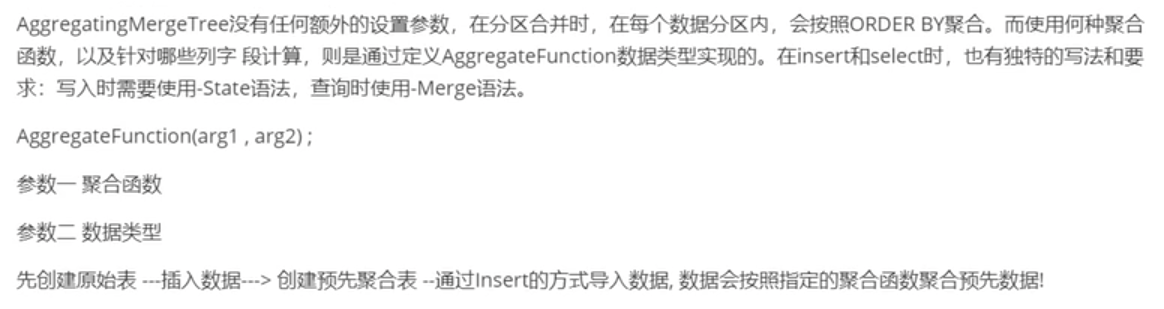 AggregatingMergeTree没有任何额外的设置参数，在分区合并时，在每个数据分区内，会按照ORDER BY聚合。而使用何种聚合
函数，以及针对哪些列字 段计算，则是通过定义AggregateFunction数据类型实现的。在insert和select时，也有独特的写法和要
求：写入时需要使用-State语法，查询时使用-Merge语法。
AggregateFunction(arg1 , arg2) ;
参数一 聚合函数
参数二 数据类型
先创建原始表 ---插入数据---> 创建预先聚合表 --通过Insert的方式导入数据, 数据会按照指定的聚合函数聚合预先数据!